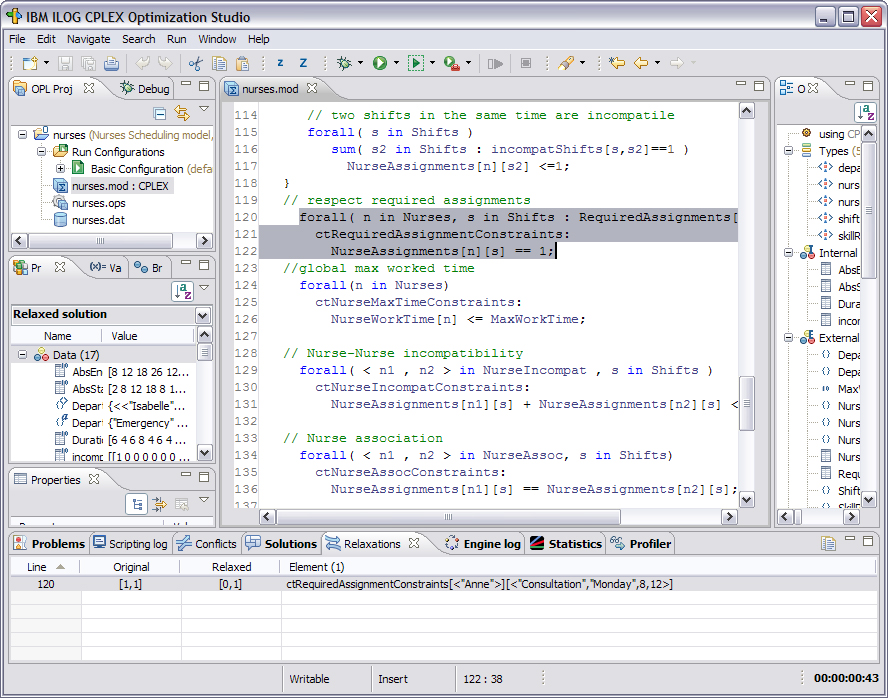 IBM ILOG CPLEX Optimization Studio
File Edit Navigate Search Run Window Help
OPL Proj
Debug
nurses (Nurses Scheduling model,
Run Configurations
Basic Configuration (defa
nurses.mod : CPLEX
nurses.ops
nurses.dat
Pr
(x)= Va
Br
Relaxed solution
Name Value
Data (17)
AbsEn [8 12 18 26 12...
AbsSta [2 8 12 18 8 1...
Depar {<<"Isabelle"...
Depar {"Emergency" ...
Duratic [6 4 6 8 4 6 4 ...
incomp [[1 0 0 0 0 0 0 ...
Properties
nurses.mod
114 // two shifts in the same time are incompatile
115 forall( s in Shifts )
116 sum( s2 in Shifts : incompatShifts[s,s2]==1 )
117 NurseAssignments[n][s2] <=1;
118 }
119 // respect required assignments
120 forall( n in Nurses, s in Shifts : RequiredAssignments[
121 ctRequiredAssignmentConstraints:
122 NurseAssignments[n][s] == 1;
123 //global max worked time
124 forall(n in Nurses)
125 ctNurseMaxTimeConstraints:
126 NurseWorkTime[n] <= MaxWorkTime;
127
128 // Nurse-Nurse incompatibility
129 forall( < n1 , n2 > in NurseIncompat , s in Shifts )
130 ctNurseIncompatConstraints:
131 NurseAssignments[n1][s] + NurseAssignments[n2][s] <
132
133 // Nurse association
134 forall( < n1 , n2 > in NurseAssoc, s in Shifts)
135 ctNurseAssocConstraints:
136 NurseAssignments[n1][s] == NurseAssignments[n2][s];
137
O
using CP
Types (5
depa
nurs
nurs
shift
skillR
Internal
AbsE
AbsS
Dura
incor
External
Depa
Depa
Max'
Nurs
Nurs
Nurs
Nurs
Requ
Shift
SkillR
Problems
Scripting log
Conflicts
Solutions
Relaxations
Engine log
Statistics
Profiler
Line Original Relaxed Element (1)
120 [1,1] [0,1] ctRequiredAssignmentConstraints[<"Anne">][<"Consultation","Monday",8,12>]
Writable Insert 122 : 38 00:00:00:43